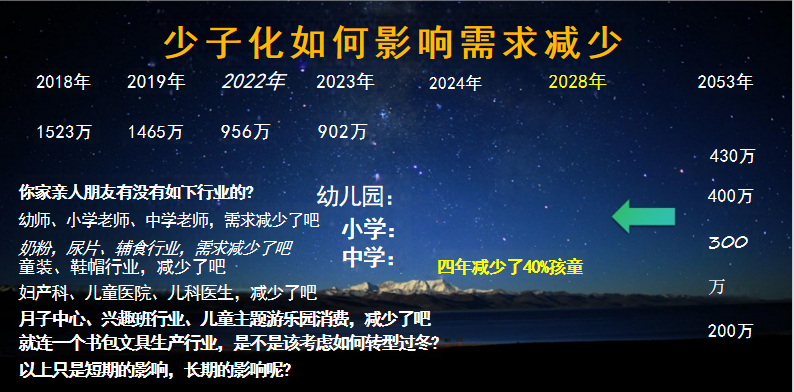 少子化如何影响需求减少
2018年 2019年 2022年 2023年 2024年 2028年 2053年
1523万 1465万 956万 902万
430万
你家亲人朋友有没有如下行业的? 幼儿园： 400万
幼师、小学老师、中学老师，需求减少了吧 小学：
奶粉，尿片、辅食行业，需求减少了吧 300
童装、鞋帽行业，减少了吧 中学： 四年减少了40%孩童
妇产科、儿童医院、儿科医生，减少了吧 万
月子中心、兴趣班行业、儿童主题游乐园消费，减少了吧
就连一个书包文具生产行业，是不是该考虑如何转型过冬? 200万
以上只是短期的影响，长期的影响呢?